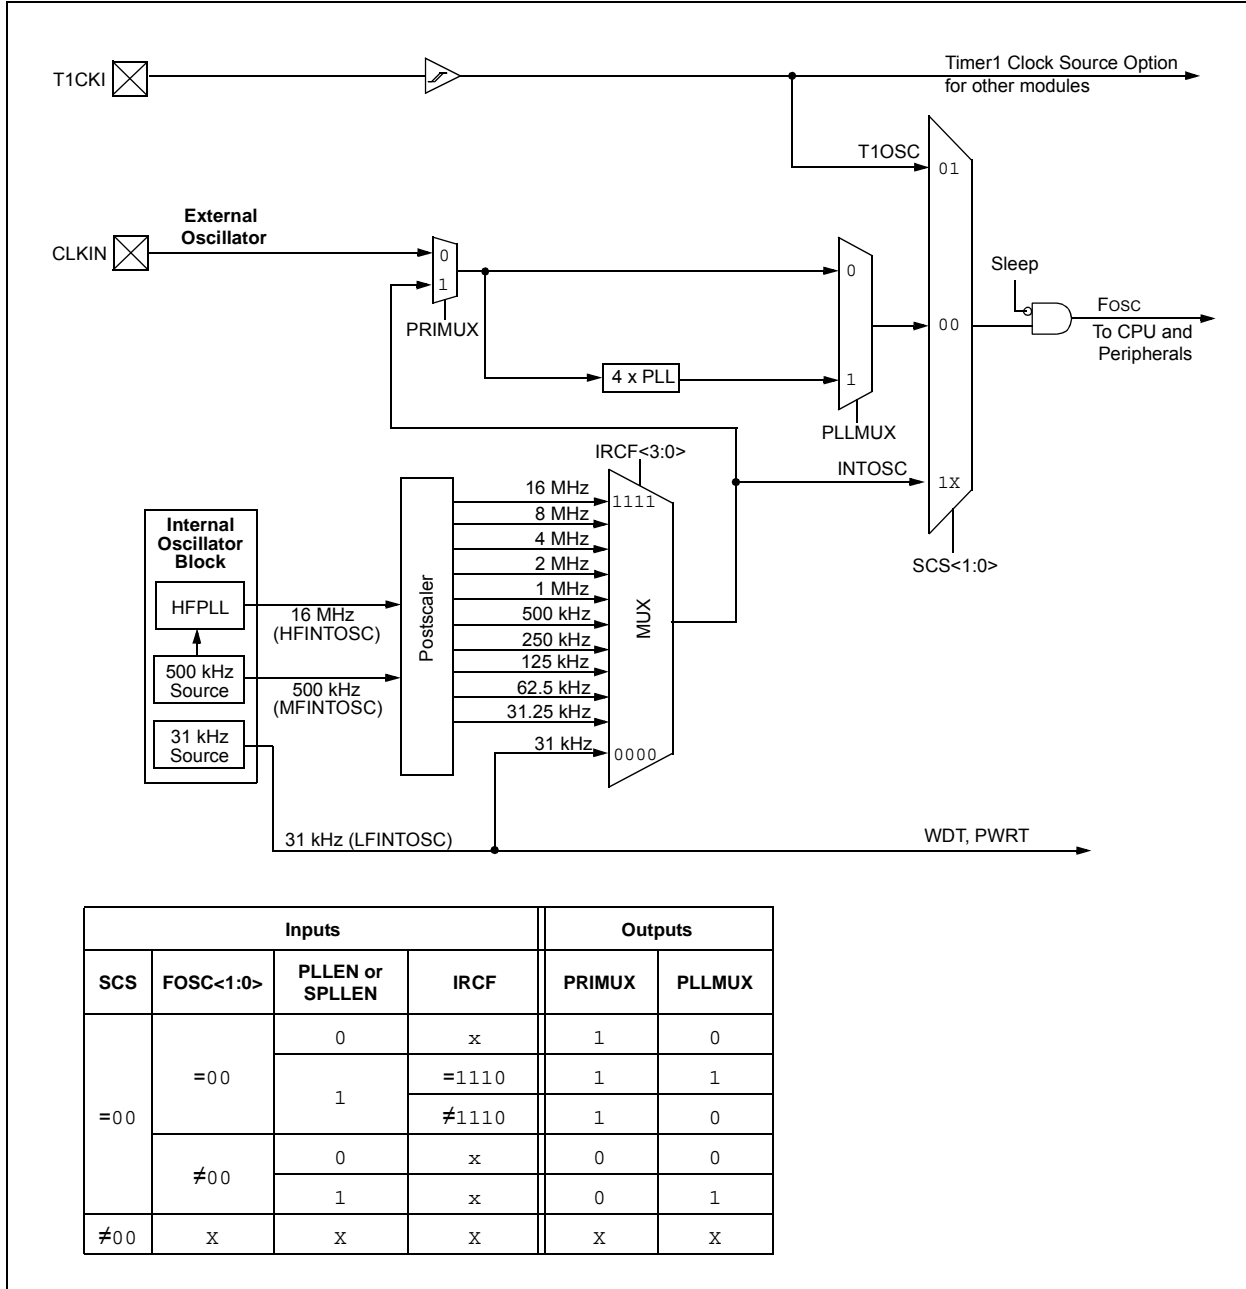 T1CKI
Timer1 Clock Source Option
for other modules
T1OSC
01
External
Oscillator
CLKIN
0
1
PRIMUX
0
Sleep
00
FOSC
To CPU and
Peripherals
4 x PLL
1
PLLMUX
IRCF<3:0>
INTOSC
1X
SCS<1:0>
16 MHz
1111
8 MHz
4 MHz
2 MHz
1 MHz
500 kHz
250 kHz
125 kHz
62.5 kHz
31.25 kHz
31 kHz
0000
MUX
Postscaler
Internal
Oscillator
Block
HFPLL
16 MHz
(HFINTOSC)
500 kHz
Source
500 kHz
(MFINTOSC)
31 kHz
Source
31 kHz (LFINTOSC)
WDT, PWRT
Inputs Outputs
SCS FOSC<1:0> PLLEN or SPLLEN IRCF PRIMUX PLLMUX
=00 =00 0 x 1 0
1 =1110 1 1
≠1110 1 0
≠00 0 x 0 0
1 x 0 1
≠00 X X X X X